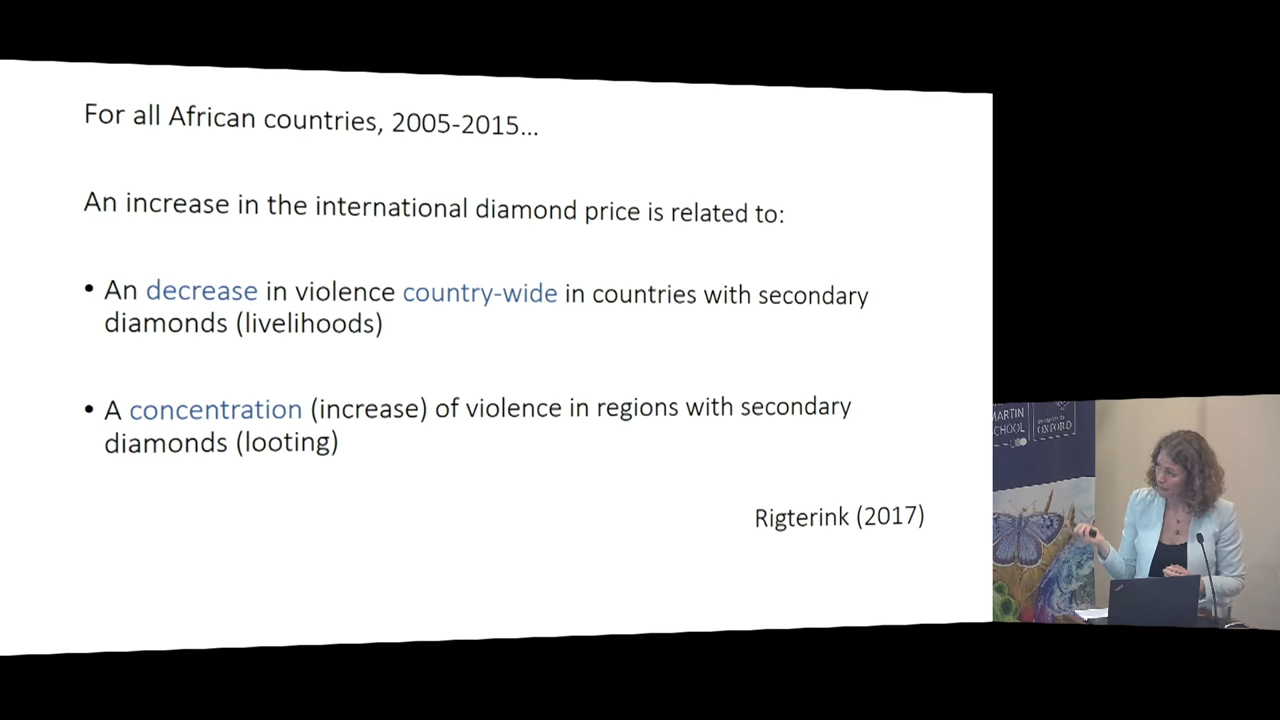 For all African countries, 2005-2015…
An increase in the international diamond price is related to:
• An decrease in violence country-wide in countries with secondary
diamonds (livelihoods)
• A concentration (increase) of violence in regions with secondary
diamonds (looting)
Rigterink (2017)
MARTIN
CHOOL
OXFORD